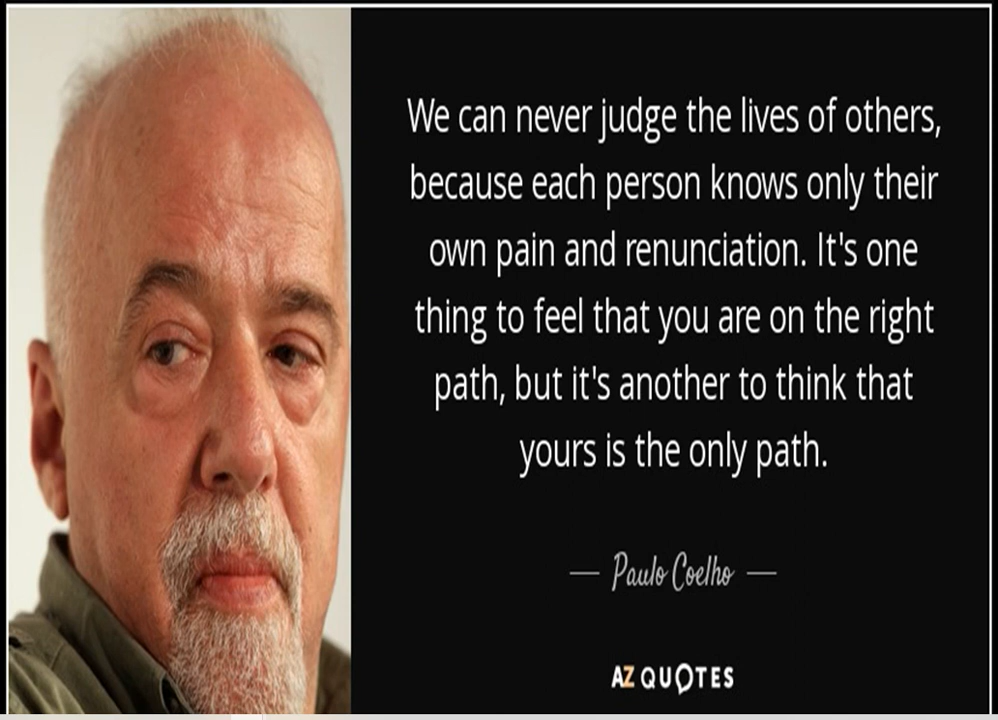 We can never judge the lives of others,
because each person knows only their
own pain and renunciation. It's one
thing to feel that you are on the right
path, but it's another to think that
yours is the only path.
— Paulo Coelho —
AZ QUOTES